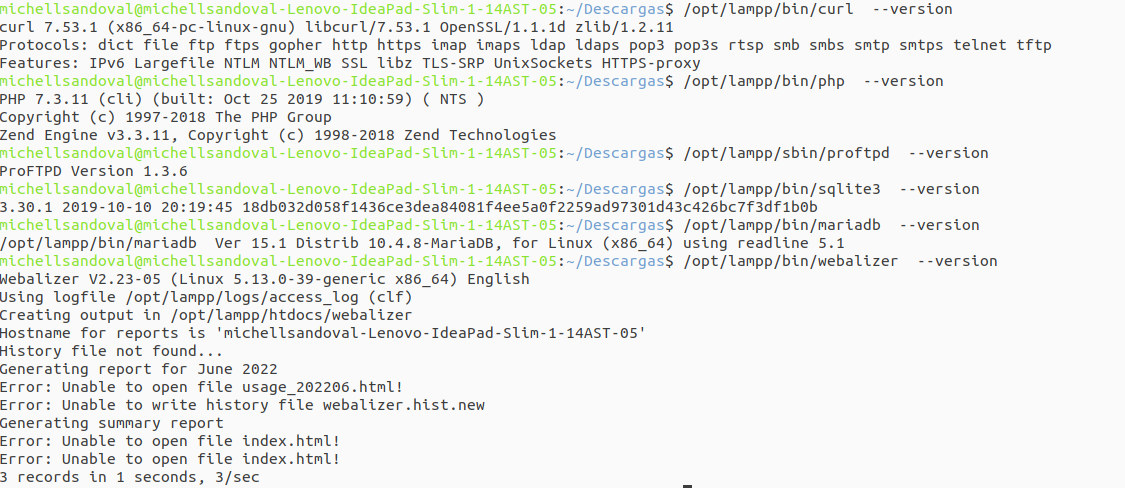 michellsandoval@michellsandoval-Lenovo-IdeaPad-Slim-1-14AST-05:~/Descargas$ /opt/lampp/bin/curl  --version
curl 7.53.1 (x86_64-pc-linux-gnu) libcurl/7.53.1 OpenSSL/1.1.1d zlib/1.2.11
Protocols: dict file ftp ftps gopher http https imap imaps ldap ldaps pop3 pop3s rtsp smb smbs smtp smtps telnet tftp
Features: IPv6 Largefile NTLM NTLM_WB SSL libz TLS-SRP UnixSockets HTTPS-proxy
michellsandoval@michellsandoval-Lenovo-IdeaPad-Slim-1-14AST-05:~/Descargas$ /opt/lampp/bin/php  --version
PHP 7.3.11 (cli) (built: Oct 25 2019 11:10:59) ( NTS )
Copyright (c) 1997-2018 The PHP Group
Zend Engine v3.3.11, Copyright (c) 1998-2018 Zend Technologies
michellsandoval@michellsandoval-Lenovo-IdeaPad-Slim-1-14AST-05:~/Descargas$ /opt/lampp/sbin/proftpd  --version
ProFTPD Version 1.3.6
michellsandoval@michellsandoval-Lenovo-IdeaPad-Slim-1-14AST-05:~/Descargas$ /opt/lampp/bin/sqlite3  --version
3.30.1 2019-10-10 20:19:45 18db032d058f1436ce3dea84081f4ee5a0f2259ad97301d43c426bc7f3df1b0b
michellsandoval@michellsandoval-Lenovo-IdeaPad-Slim-1-14AST-05:~/Descargas$ /opt/lampp/bin/mariadb  --version
/opt/lampp/bin/mariadb  Ver 15.1 Distrib 10.4.8-MariaDB, for Linux (x86_64) using readline 5.1
michellsandoval@michellsandoval-Lenovo-IdeaPad-Slim-1-14AST-05:~/Descargas$ /opt/lampp/bin/webalizer  --version
Webalizer V2.23-05 (Linux 5.13.0-39-generic x86_64) English
Using logfile /opt/lampp/logs/access_log (clf)
Creating output in /opt/lampp/htdocs/webalizer
Hostname for reports is 'michellsandoval-Lenovo-IdeaPad-Slim-1-14AST-05'
History file not found...
Generating report for June 2022
Error: Unable to open file usage_202206.html!
Error: Unable to write history file webalizer.hist.new
Generating summary report
Error: Unable to open file index.html!
Error: Unable to open file index.html!
3 records in 1 seconds, 3/sec